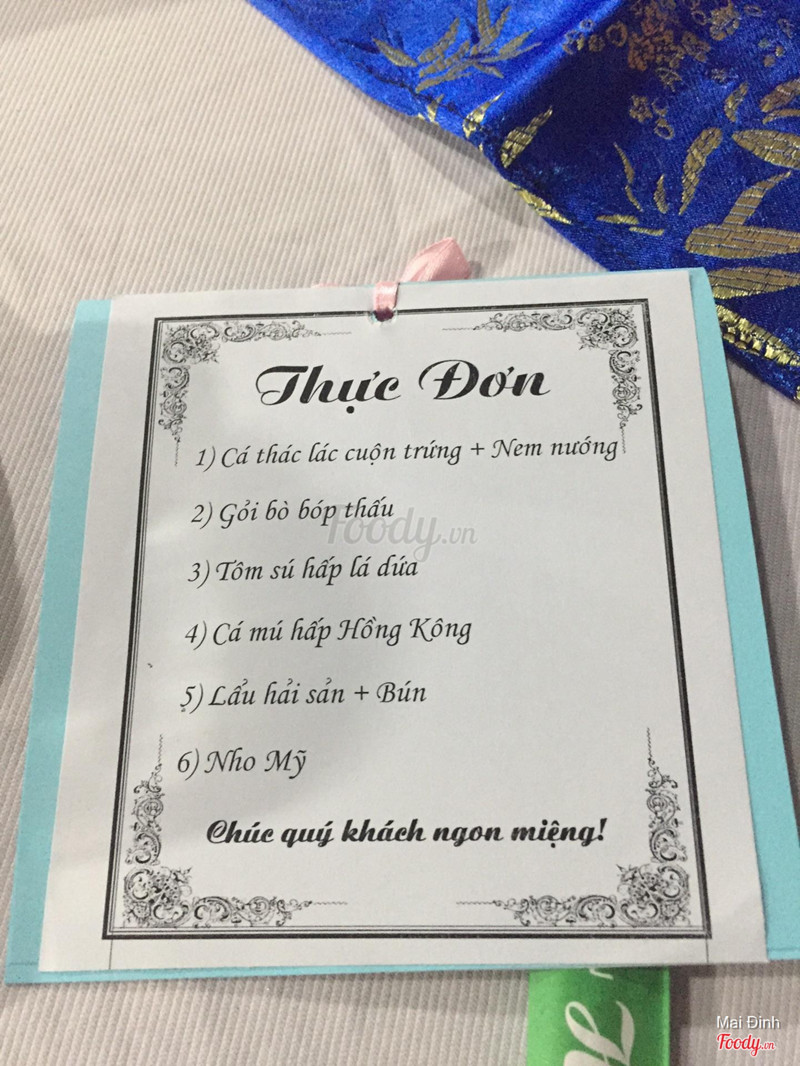 Thực Đơn
1) Cá thác lác cuộn trứng + Nem nướng
2) Gỏi bò bóp thấu
Foody.vn
3) Tôm sú hấp lá dứa
4) Cá mú hấp Hồng Kông
5) Lẩu hải sản + Bún
6) Nho Mỹ
Chúc quý khách ngon miệng!
Mai Đinh
Foody.vn